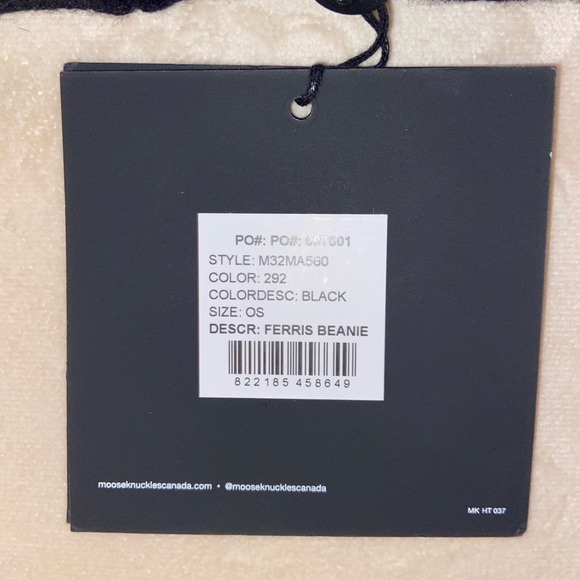 PO#: PO#:
STYLE: M32MA560
COLOR: 292
COLORDESC: BLACK
SIZE: OS
DESCR: FERRIS BEANIE
822185 458649
mooseknucklescanada.com • @mooseknucklescanada
MK HT 037